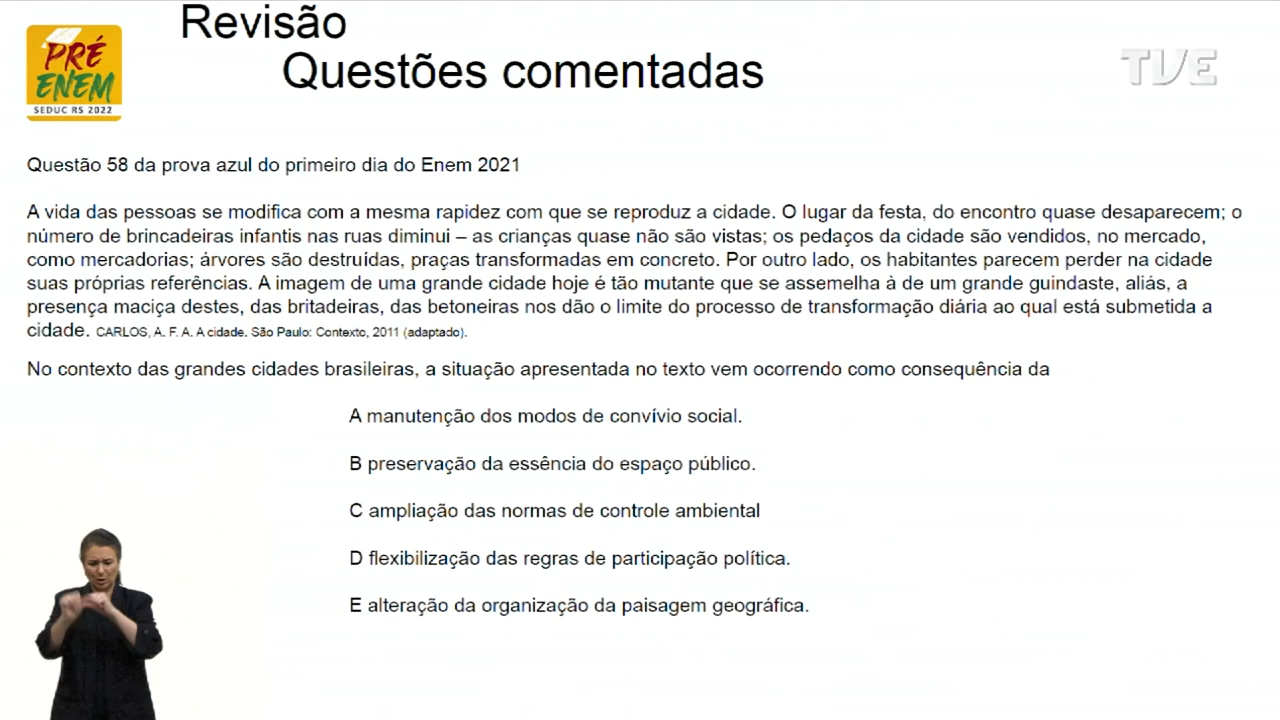 Revisão
Questões comentadas
PRÉ
ENEM
SEDUC RS 2022
TVE
Questão 58 da prova azul do primeiro dia do Enem 2021
A vida das pessoas se modifica com a mesma rapidez com que se reproduz a cidade. O lugar da festa, do encontro quase desaparecem; o
número de brincadeiras infantis nas ruas diminui – as crianças quase não são vistas; os pedaços da cidade são vendidos, no mercado,
como mercadorias; árvores são destruídas, praças transformadas em concreto. Por outro lado, os habitantes parecem perder na cidade
suas próprias referências. A imagem de uma grande cidade hoje é tão mutante que se assemelha à de um grande guindaste, aliás, a
presença maciça destes, das britadeiras, das betoneiras nos dão o limite do processo de transformação diária ao qual está submetida a
cidade. CARLOS, A. F. A. A cidade. São Paulo: Contexto, 2011 (adaptado).
No contexto das grandes cidades brasileiras, a situação apresentada no texto vem ocorrendo como consequência da
A manutenção dos modos de convívio social.
B preservação da essência do espaço público.
C ampliação das normas de controle ambiental
D flexibilização das regras de participação política.
E alteração da organização da paisagem geográfica.